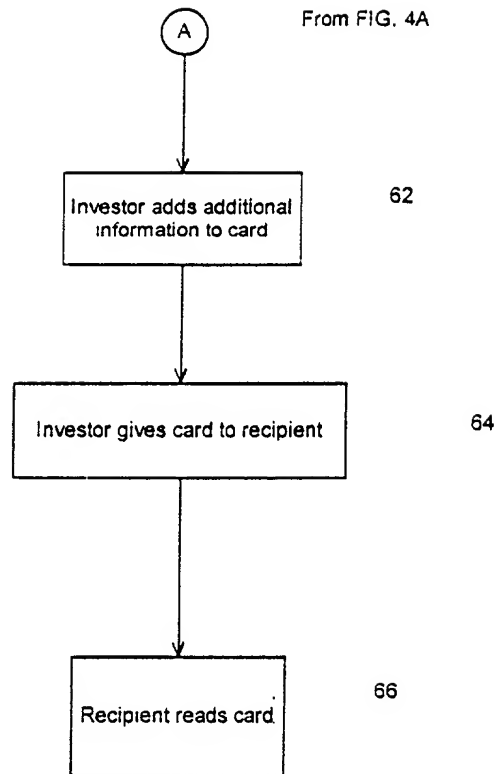 A
From FIG. 4A
Investor adds additional
information to card
62
Investor gives card to recipient
64
Recipient reads card
66